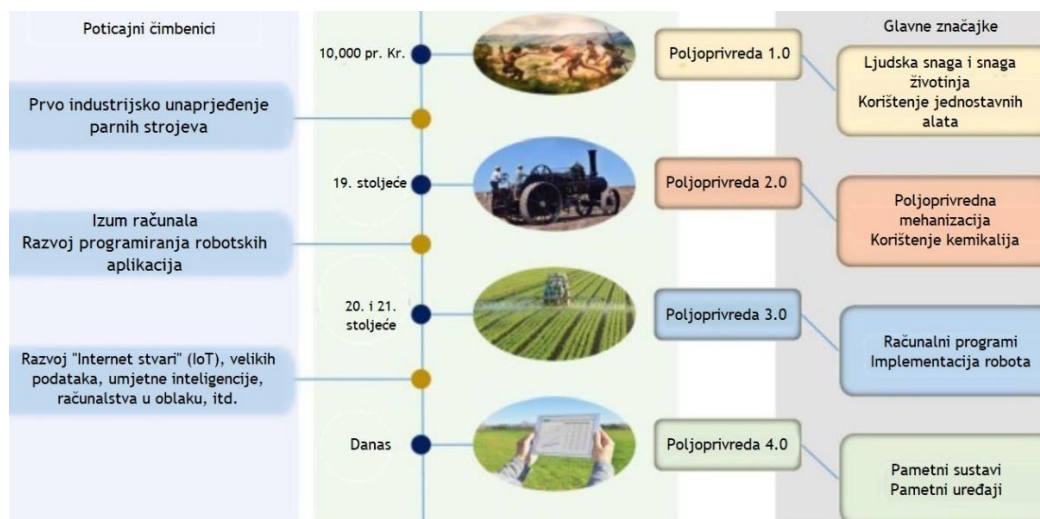 Poticajni čimbenici
Glavne značajke
10,000 pr. Kr.
Poljoprivreda 1.0
Ljudska snaga i snaga
životinja
Korištenje jednostavnih
alata
Prvo industrijsko unaprjeđenje
parnih strojeva
19. stoljeće
Poljoprivreda 2.0
Poljoprivredna
mehanizacija
Korištenje kemikalija
Izum računala
Razvoj programiranja robotskih
aplikacija
20. i 21.
stoljeće
Poljoprivreda 3.0
Računalni programi
Implementacija robota
Razvoj "Internet stvari" (IoT), velikih
podataka, umjetne inteligencije,
računalstva u oblaku, itd.
Danas
Poljoprivreda 4.0
Pametni sustavi
Pametni uređaji